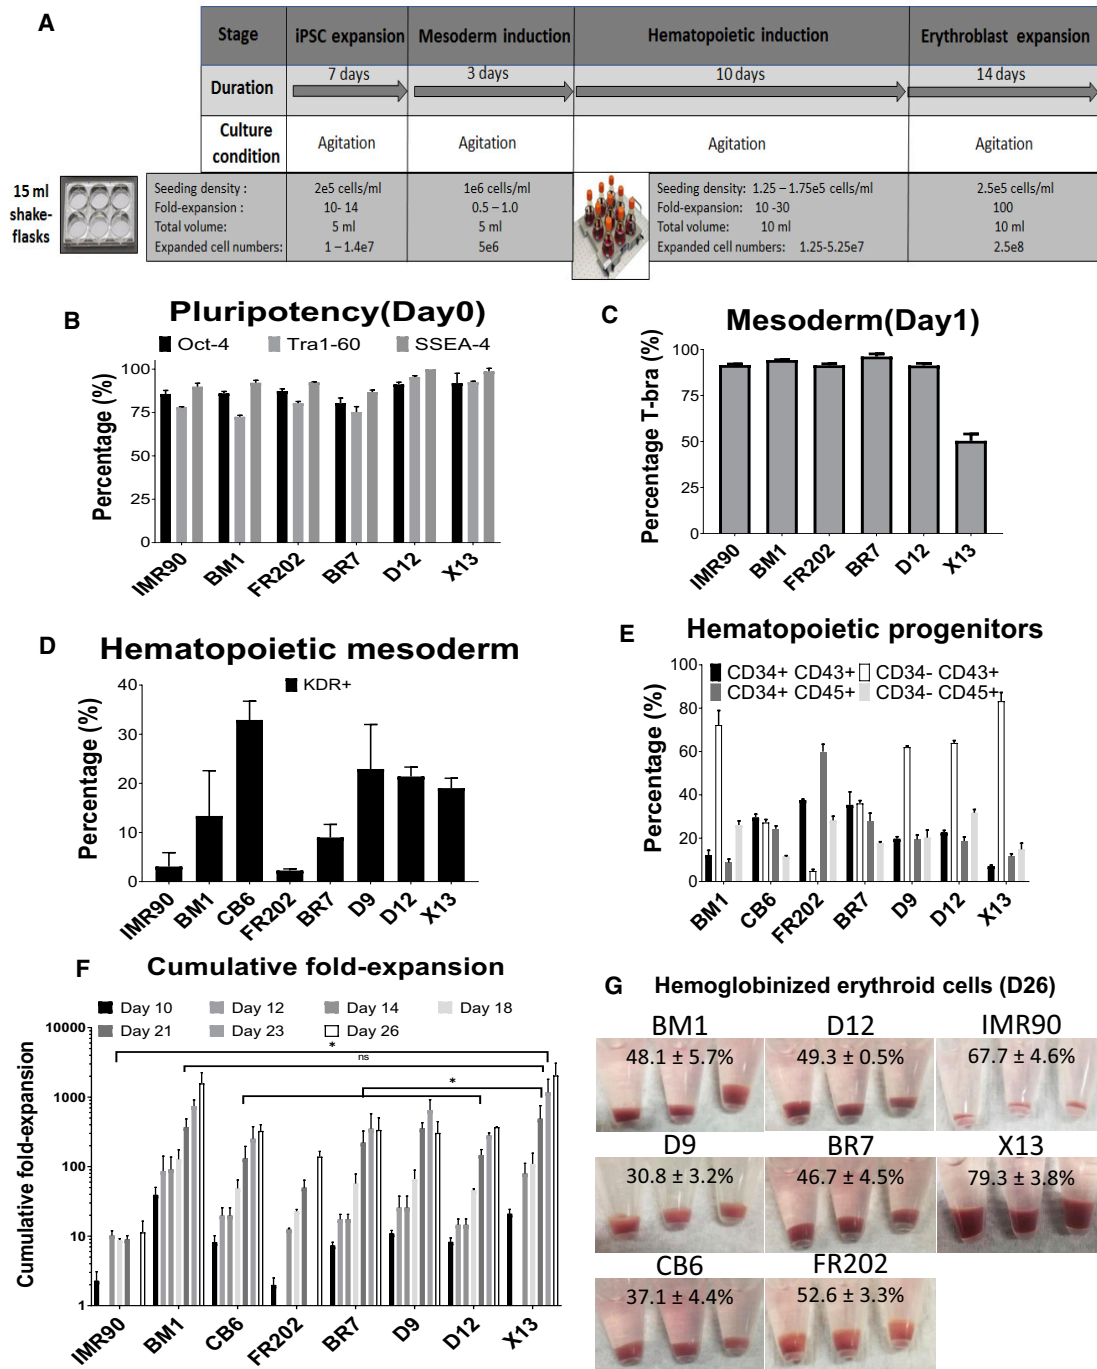 A
Stage iPSC expansion Mesoderm induction Hematopoietic induction Erythroblast expansion
Duration 7 days 3 days 10 days 14 days
Culture condition Agitation Agitation Agitation Agitation
15 ml shake-flasks
Seeding density : 2e5 cells/ml 1e6 cells/ml Seeding density: 1.25 – 1.75e5 cells/ml 2.5e5 cells/ml
Fold-expansion : 10- 14 0.5 – 1.0 Fold-expansion: 10 -30 100
Total volume: 5 ml 5 ml Total volume: 10 ml 10 ml
Expanded cell numbers: 1 – 1.4e7 5e6 Expanded cell numbers: 1.25-5.25e7 2.5e8
B
Pluripotency(Day0)
Oct-4 Tra1-60 SSEA-4
Percentage (%)
100
75
50
25
0
IMR90 BM1 FR202 BR7 D12 X13
C
Mesoderm(Day1)
Percentage T-bra (%)
100
75
50
25
0
IMR90 BM1 FR202 BR7 D12 X13
D
Hematopoietic mesoderm
KDR+
Percentage (%)
40
30
20
10
0
IMR90 BM1 CB6 FR202 BR7 D9 D12 X13
E
Hematopoietic progenitors
CD34+ CD43+ CD34- CD43+
CD34+ CD45+ CD34- CD45+
Percentage (%)
100
80
60
40
20
0
BM1 CB6 FR202 BR7 D9 D12 X13
F
Cumulative fold-expansion
Day 10 Day 12 Day 14 Day 18
Day 21 Day 23 Day 26
Cumulative fold-expansion
10000
1000
100
10
1
*
ns
*
IMR90 BM1 CB6 FR202 BR7 D9 D12 X13
G
Hemoglobinized erythroid cells (D26)
BM1 D12 IMR90
48.1 ± 5.7% 49.3 ± 0.5% 67.7 ± 4.6%
D9 BR7 X13
30.8 ± 3.2% 46.7 ± 4.5% 79.3 ± 3.8%
CB6 FR202
37.1 ± 4.4% 52.6 ± 3.3%